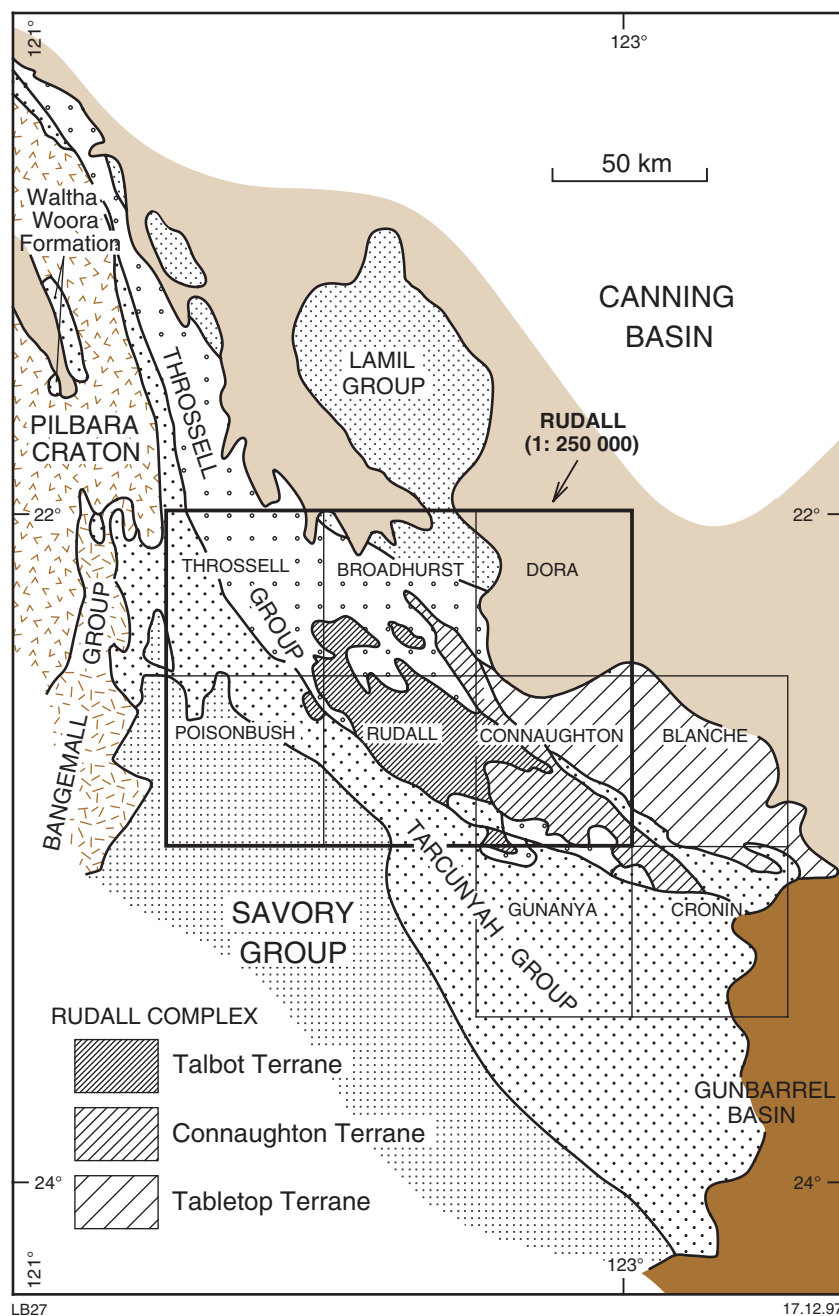 121°
123°
50 km
Waltha
Woora
Formation
CANNING
BASIN
THROSSELL
LAMIL
GROUP
RUDALL
(1: 250 000)
PILBARA
CRATON
22°
22°
THROSSELL
BROADHURST
DORA
GROUP
GROUP
POISONBUSH
RUDALL
CONNAUGHTON
BLANCHE
BANGEMALL
TARCUNYAH
SAVORY
GROUP
GUNANYA
CRONIN
GROUP
RUDALL COMPLEX
Talbot Terrane
GUNBARREL
BASIN
Connaughton Terrane
24°
Tabletop Terrane
24°
121°
123°
LB27
17.12.97